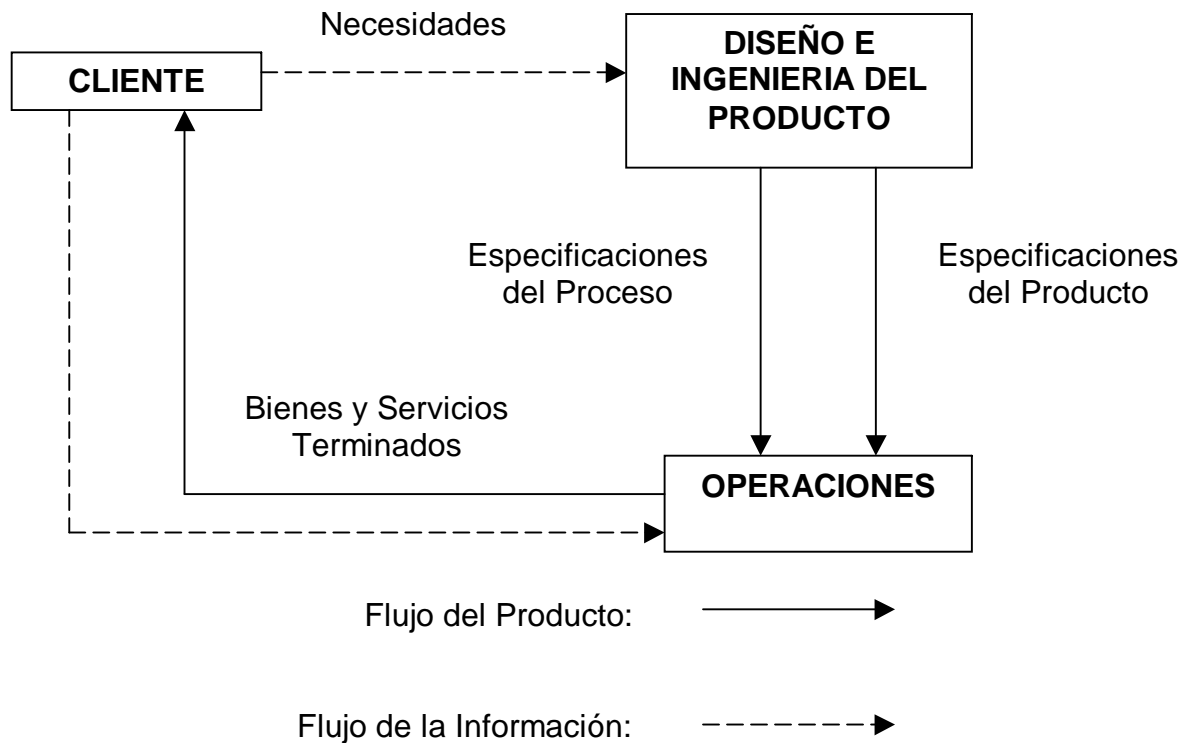 Necesidades
CLIENTE
DISEÑO E
INGENIERIA DEL
PRODUCTO
Especificaciones
del Proceso
Especificaciones
del Producto
Bienes y Servicios
Terminados
OPERACIONES
Flujo del Producto:
Flujo de la Información: